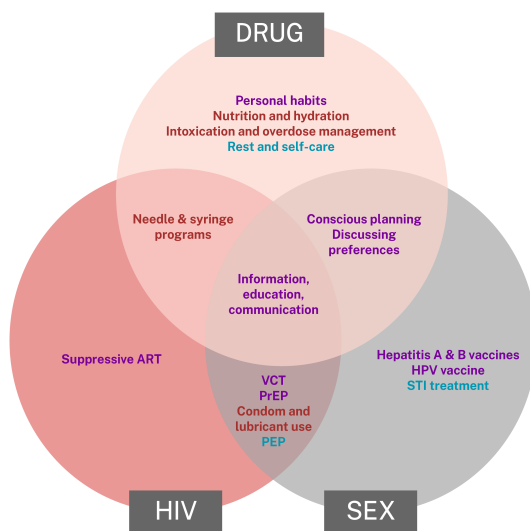 DRUG
Personal habits
Nutrition and hydration
Intoxication and overdose management
Rest and self-care
Needle & syringe
programs
Conscious planning
Discussing
preferences
Information,
education,
communication
Suppressive ART
Hepatitis A & B vaccines
HPV vaccine
STI treatment
VCT
PrEP
Condom and
lubricant use
PEP
HIV
SEX